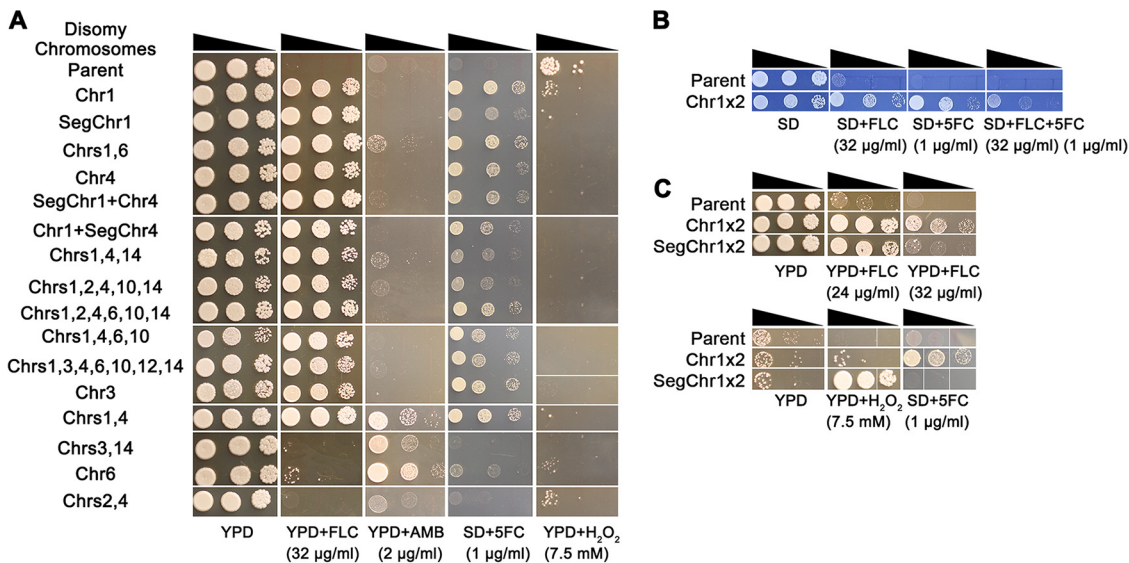 A
Disomy
Chromosomes
Parent
Chr1
SegChr1
Chrs1,6
Chr4
SegChr1+Chr4
Chr1+SegChr4
Chrs1,4,14
Chrs1,2,4,10,14
Chrs1,2,4,6,10,14
Chrs1,4,6,10
Chrs1,3,4,6,10,12,14
Chr3
Chrs1,4
Chrs3,14
Chr6
Chrs2,4
YPD YPD+FLC YPD+AMB SD+5FC YPD+H₂O₂
(32 µg/ml) (2 µg/ml) (1 µg/ml) (7.5 mM)
B
Parent
Chr1x2
SD SD+FLC SD+5FC SD+FLC+5FC
(32 µg/ml) (1 µg/ml) (32 µg/ml) (1 µg/ml)
C
Parent
Chr1x2
SegChr1x2
YPD YPD+FLC YPD+FLC
(24 µg/ml) (32 µg/ml)
Parent
Chr1x2
SegChr1x2
YPD YPD+H₂O₂ SD+5FC
(7.5 mM) (1 µg/ml)